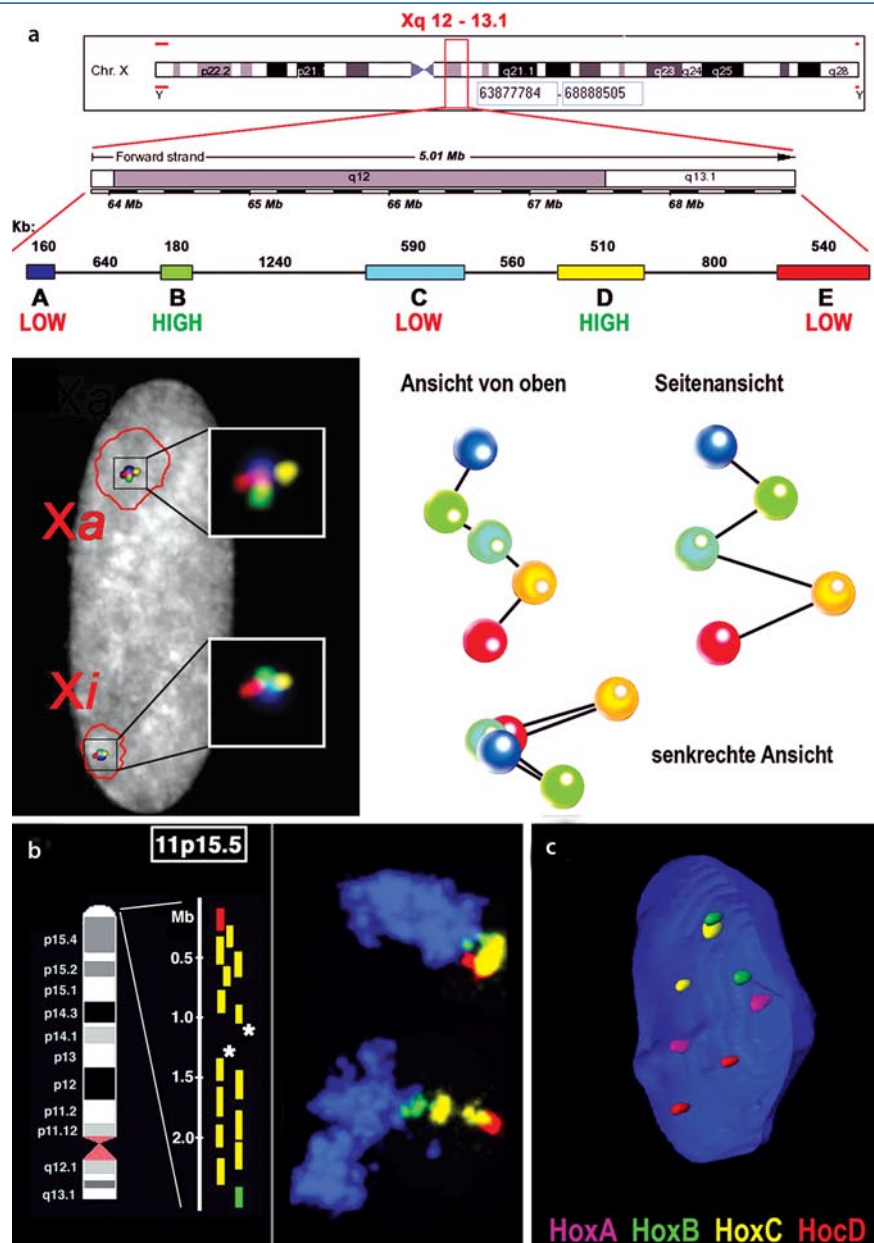 Xq 12 - 13.1
a
Chr. X p22.2 p21.1 q21.1 q23 q24 q25 q28
Y 63877784 - 68888505 Y
Forward strand 5.01 Mb
q12 q13.1
64 Mb 65 Mb 66 Mb 67 Mb 68 Mb
Kb:
160 180 590 510 540
640 1240 560 800
A B C D E
LOW HIGH LOW HIGH LOW
Xa
Xa
Xi
Ansicht von oben Seitenansicht
senkrechte Ansicht
b 11p15.5
p15.4
p15.2
p15.1
p14.3
p14.1
p13
p12
p11.2
p11.12
q12.1
q13.1
Mb
0.5
1.0
*
*
1.5
2.0
c
HoxA HoxB HoxC HocD